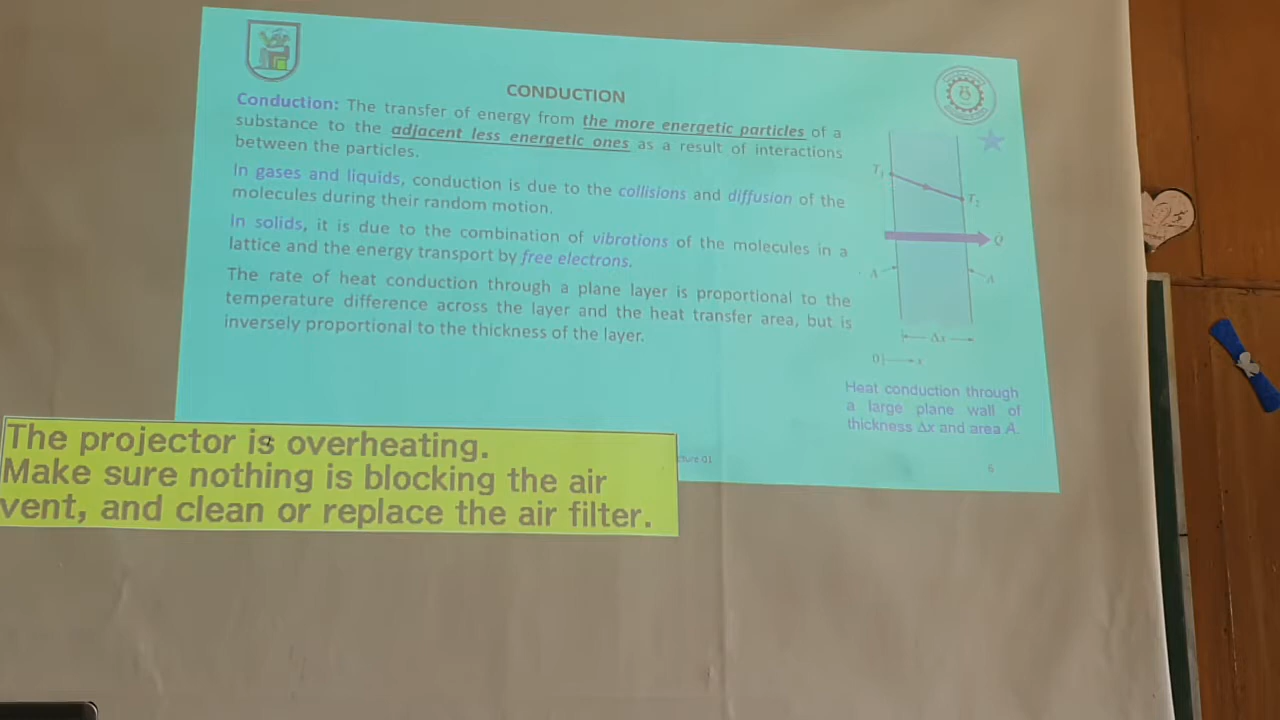 CONDUCTION
Conduction: The transfer of energy from the more energetic particles of a
substance to the adjacent less energetic ones as a result of interactions
between the particles.
In gases and liquids, conduction is due to the collisions and diffusion of the
molecules during their random motion.
In solids, it is due to the combination of vibrations of the molecules in a
lattice and the energy transport by free electrons.
The rate of heat conduction through a plane layer is proportional to the
temperature difference across the layer and the heat transfer area, but is
inversely proportional to the thickness of the layer.
T₁
T₂
Q̇
A
A
Δx
0
x
Heat conduction through
a large plane wall of
thickness Δx and area A.
01
6
The projector is overheating.
Make sure nothing is blocking the air
vent, and clean or replace the air filter.